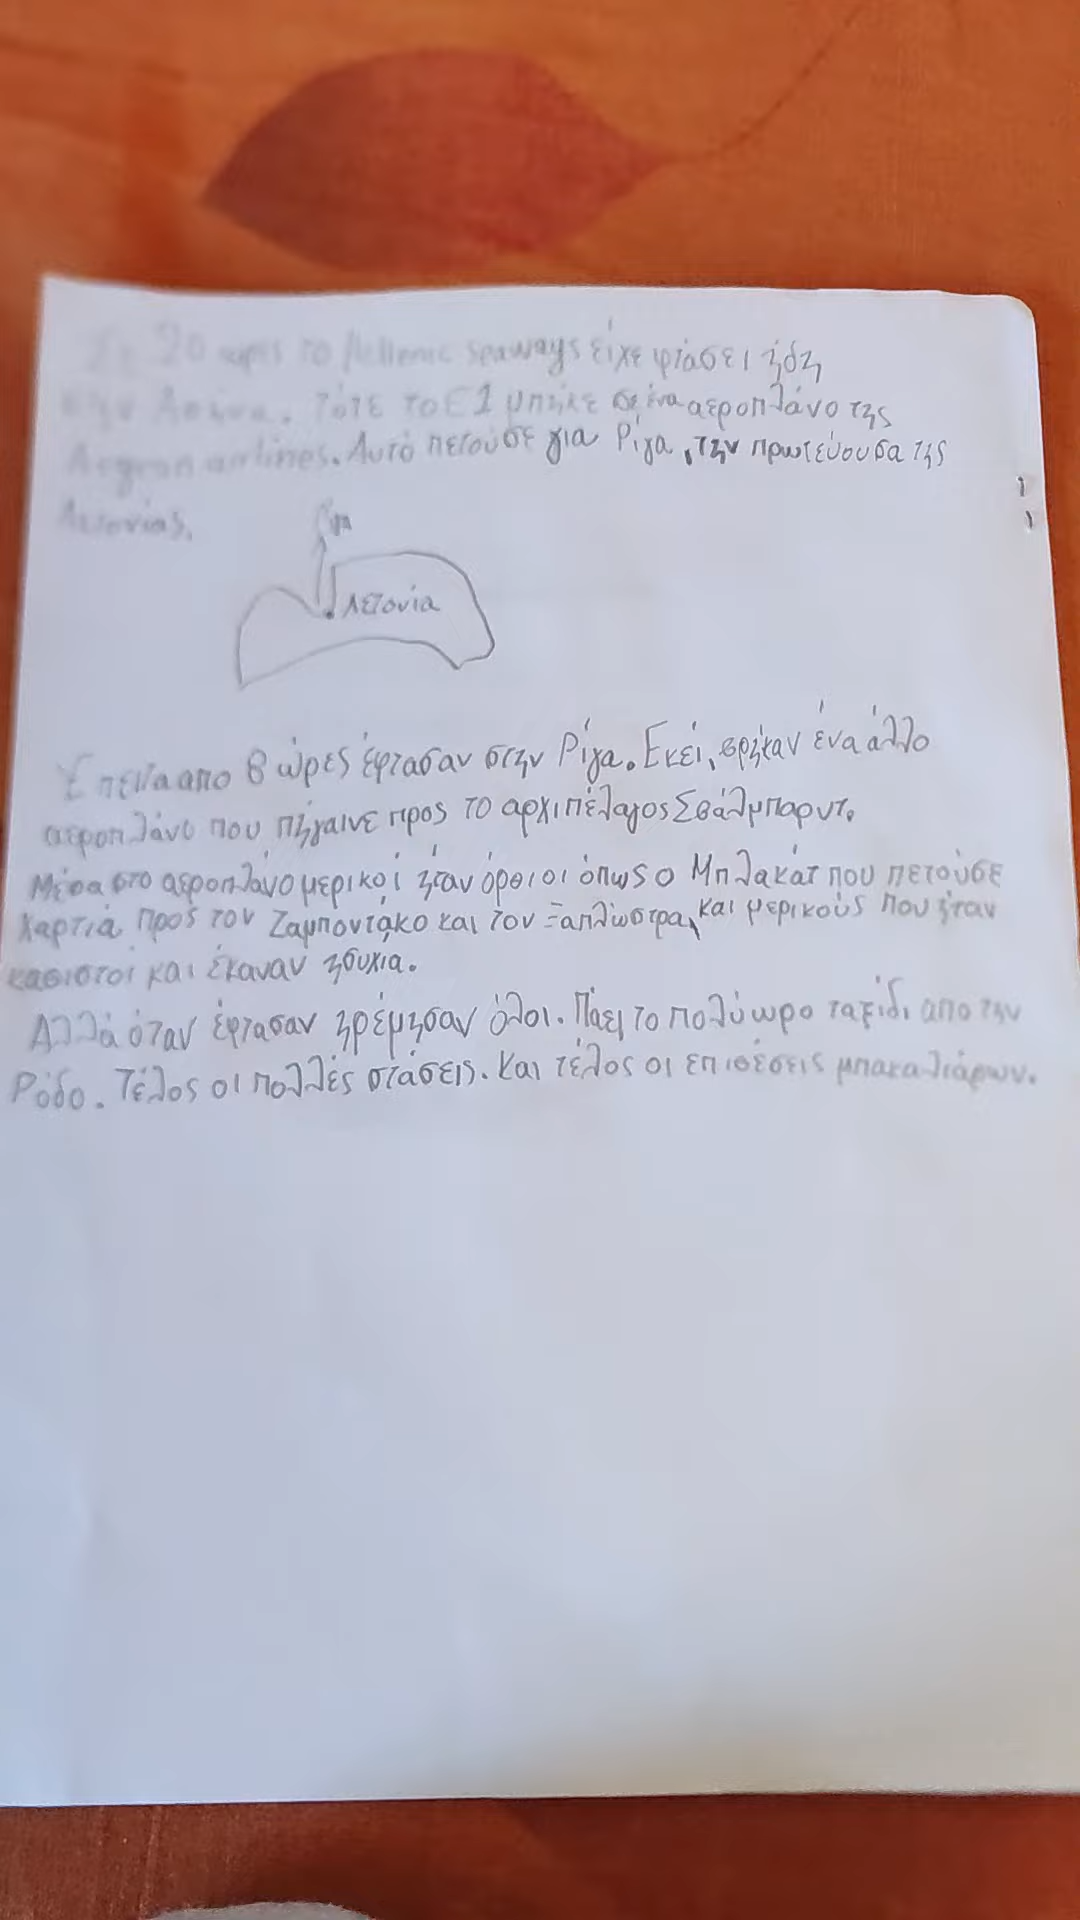 20 ώρες το Hellenic seaways είχε φτάσει ήδη
στην Αθήνα. Τότε το Ε1 μπήκε σε ένα αεροπλάνο της
Aegean airlines. Αυτό πετούσε για Ρίγα, την πρωτεύουσα της
Λετονίας.
Ρίγα
Λετονία
Έπειτα απο 8 ώρες έφτασαν στην Ρίγα. Εκεί, βρήκαν ένα άλλο
αεροπλάνο που πήγαινε προς το αρχιπέλαγος Σβάλμπαρντ.
Μέσα στο αεροπλάνο μερικοί ήταν όρθιοι όπως ο Μπλακάτ που πετούσε
χαρτιά προς τον Ζαμποντάκο και τον Ξαπλώστρα, και μερικούς που ήταν
καθιστοί και έκαναν ησυχια.
Αλλά όταν έφτασαν ηρέμησαν όλοι. Πάει το πολύωρο ταξίδι απο την
Ρόδο. Τέλος οι πολλές στάσεις. Και τέλος οι επιθέσεις μπακαλιάρων.